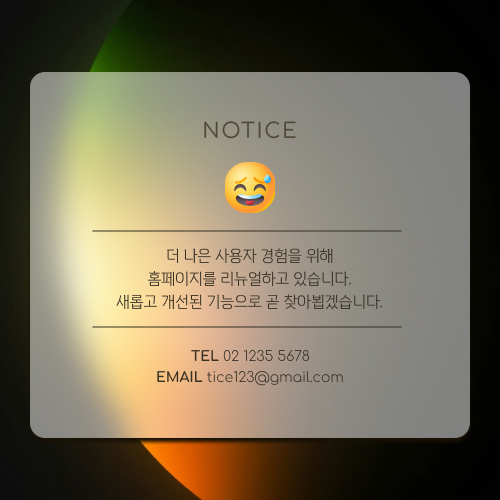 NOTICE
더 나은 사용자 경험을 위해
홈페이지를 리뉴얼하고 있습니다.
새롭고 개선된 기능으로 곧 찾아뵙겠습니다.
TEL 02 1235 5678
EMAIL tice123@gmail.com